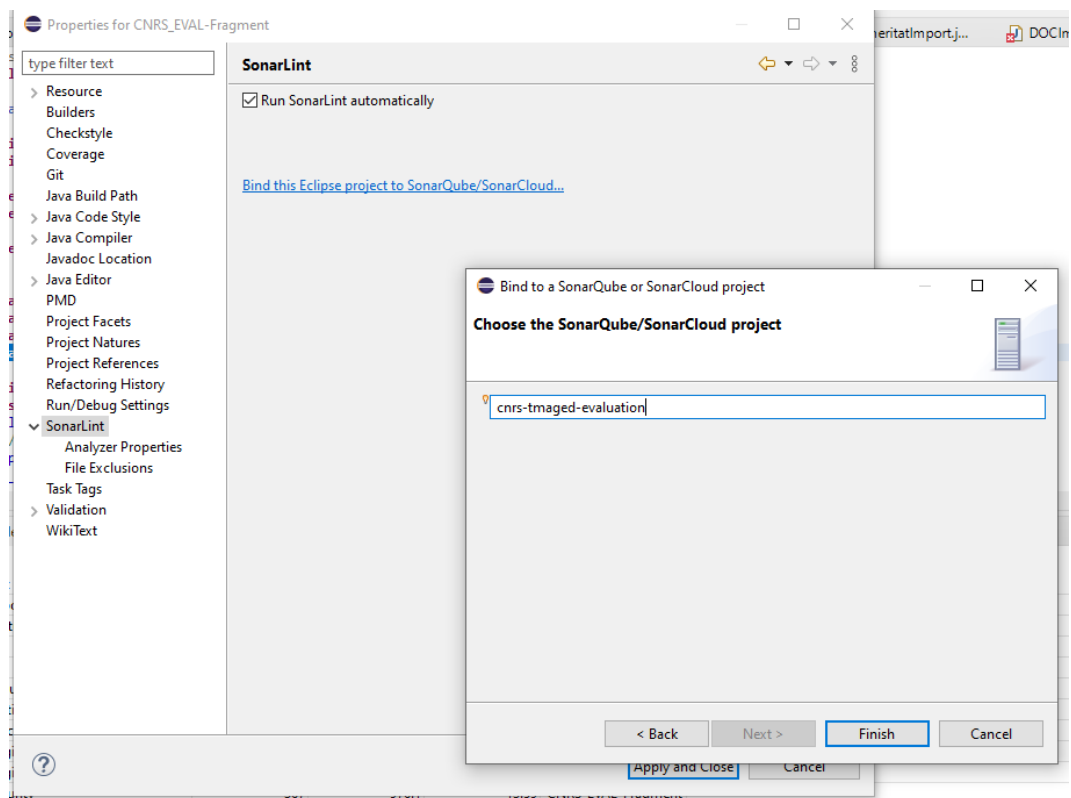 Properties for CNRS_EVAL-Fragment
neritatImport.j...
DOCIm
type filter text
SonarLint
Resource
Run SonarLint automatically
Builders
Checkstyle
Coverage
Git
Bind this Eclipse project to SonarQube/SonarCloud...
Java Build Path
Java Code Style
Java Compiler
Javadoc Location
Java Editor
PMD
Project Facets
Project Natures
Project References
Refactoring History
Run/Debug Settings
SonarLint
Analyzer Properties
File Exclusions
Task Tags
Validation
WikiText
Bind to a SonarQube or SonarCloud project
Choose the SonarQube/SonarCloud project
cnrs-tmaged-evaluation
< Back
Next >
Finish
Cancel
Apply and Close
Cancel